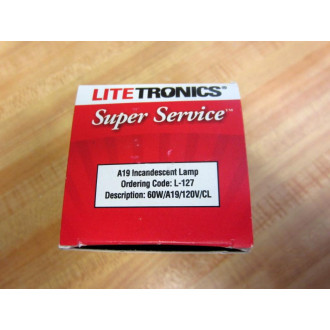 LITETRONICS®
Super Service™
A19 Incandescent Lamp
Ordering Code: L-127
Description: 60W/A19/120V/CL